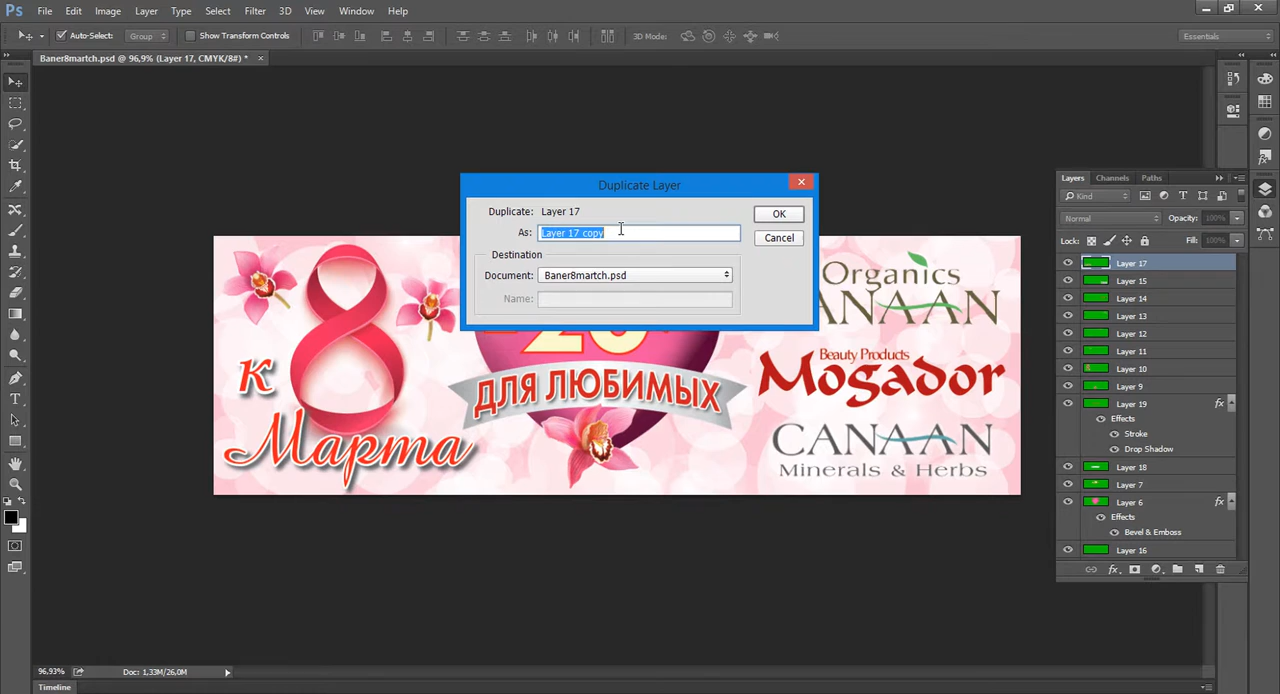 Ps File Edit Image Layer Type Select Filter 3D View Window Help
Auto-Select: Group Show Transform Controls 3D Mode: Essentials
Baner8martch.psd @ 96,9% (Layer 17, CMYK/8#) *
Duplicate Layer
Duplicate: Layer 17
As: Layer 17 copy
OK
Cancel
Destination
Document: Baner8martch.psd
Name:
к
Марта
ДЛЯ ЛЮБИМЫХ
Organics
Beauty Products
Mogador
CANAAN
Minerals & Herbs
Layers Channels Paths
Kind
Normal Opacity: 100%
Lock: Fill: 100%
Layer 17
Layer 15
Layer 14
Layer 13
Layer 12
Layer 11
Layer 10
Layer 9
Layer 19 fx
Effects
Stroke
Drop Shadow
Layer 18
Layer 7
Layer 6 fx
Effects
Bevel & Emboss
Layer 16
96,93% Doc: 1,33M/26,0M
Timeline